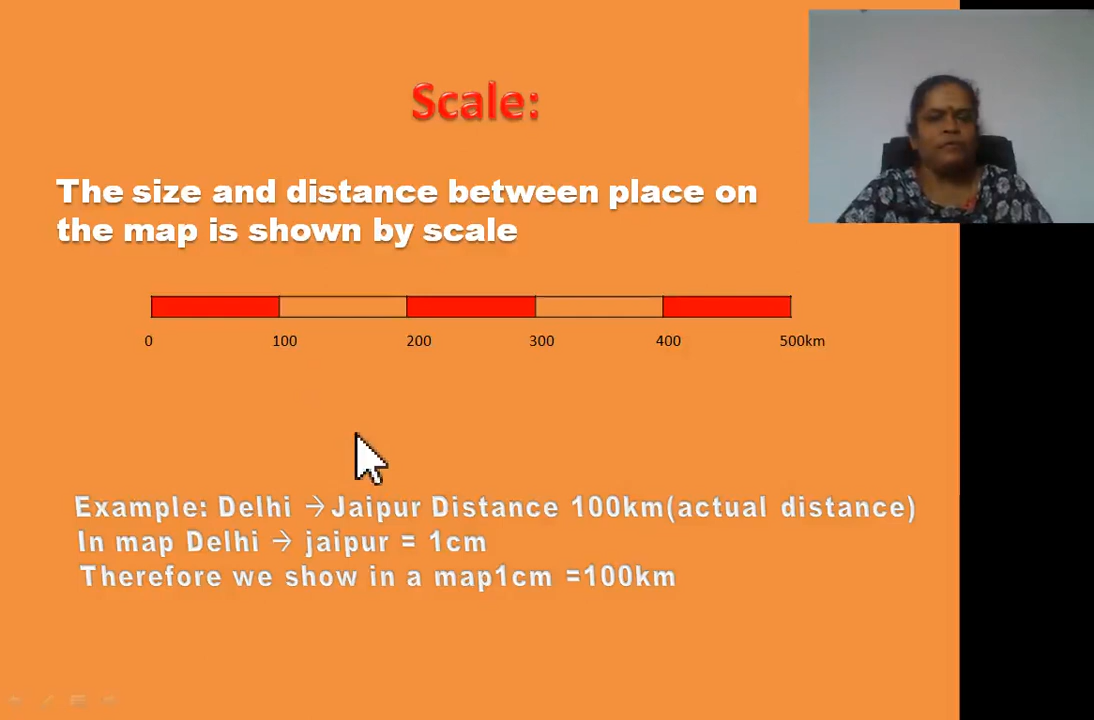 Scale:
The size and distance between place on
the map is shown by scale
0 100 200 300 400 500km
Example: Delhi →Jaipur Distance 100km(actual distance)
In map Delhi → jaipur = 1cm
Therefore we show in a map1cm =100km